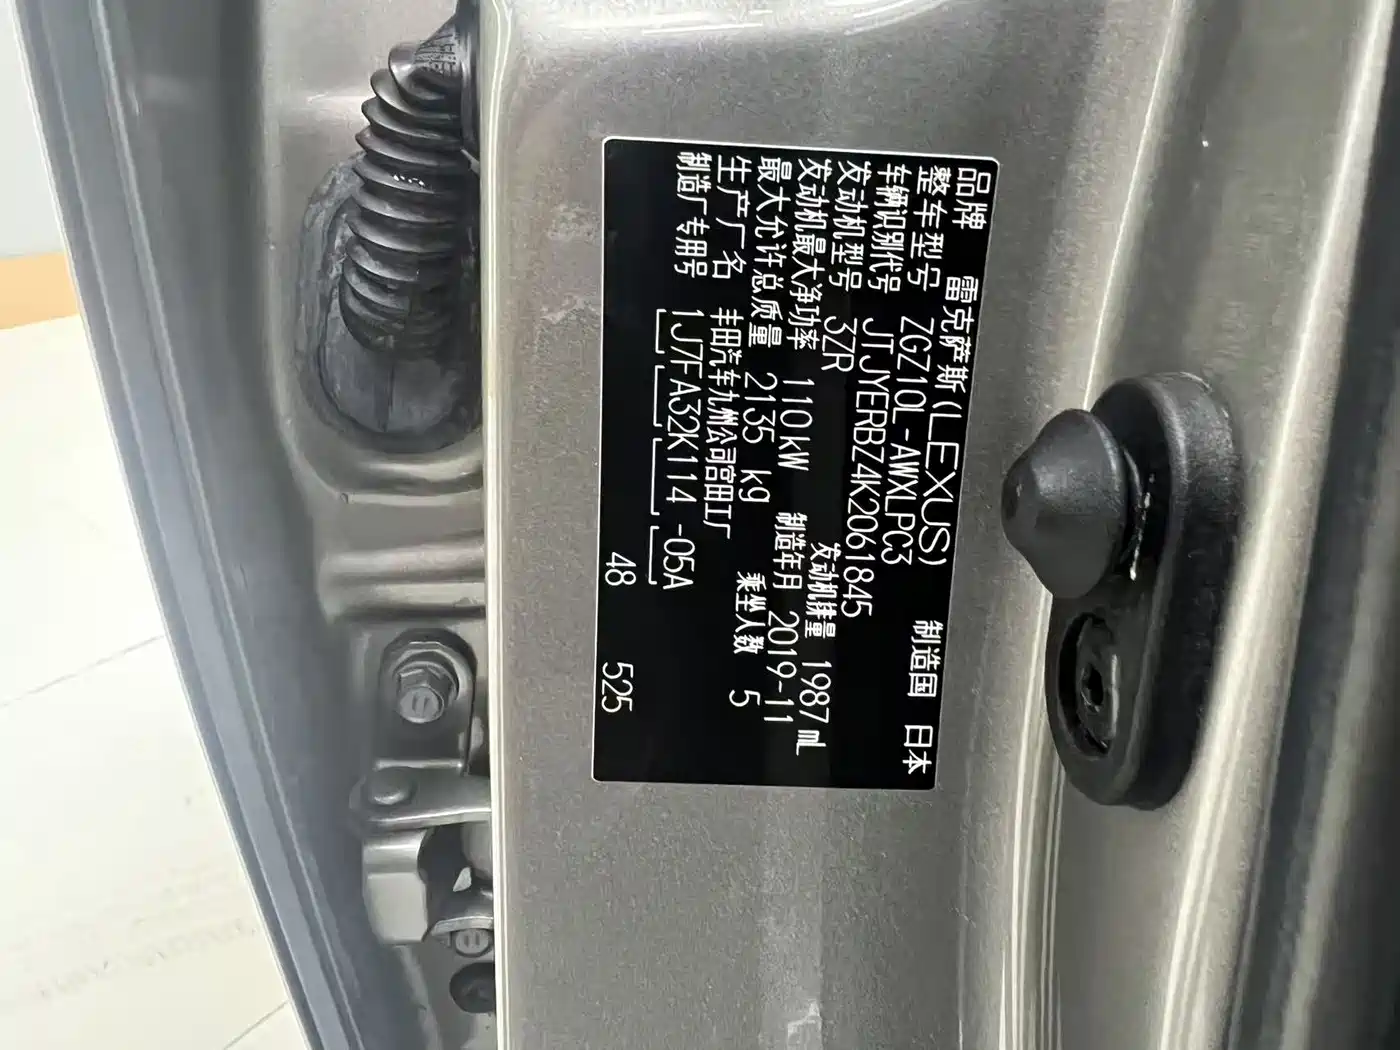 品牌 雷克萨斯(LEXUS) 制造国 日本
整车型号 ZGZ10L-AWXLPC3
车辆识别代号 JTJYERBZ4K2061845
发动机型号 3ZR 发动机排量 1987 mL
发动机最大净功率 110kW 制造年月 2019-11
最大允许总质量 2135 kg 乘坐人数 5
生产厂名 丰田汽车九州公司宫田工厂
制造厂专用号 1J7FA32K114 -05A
48 525